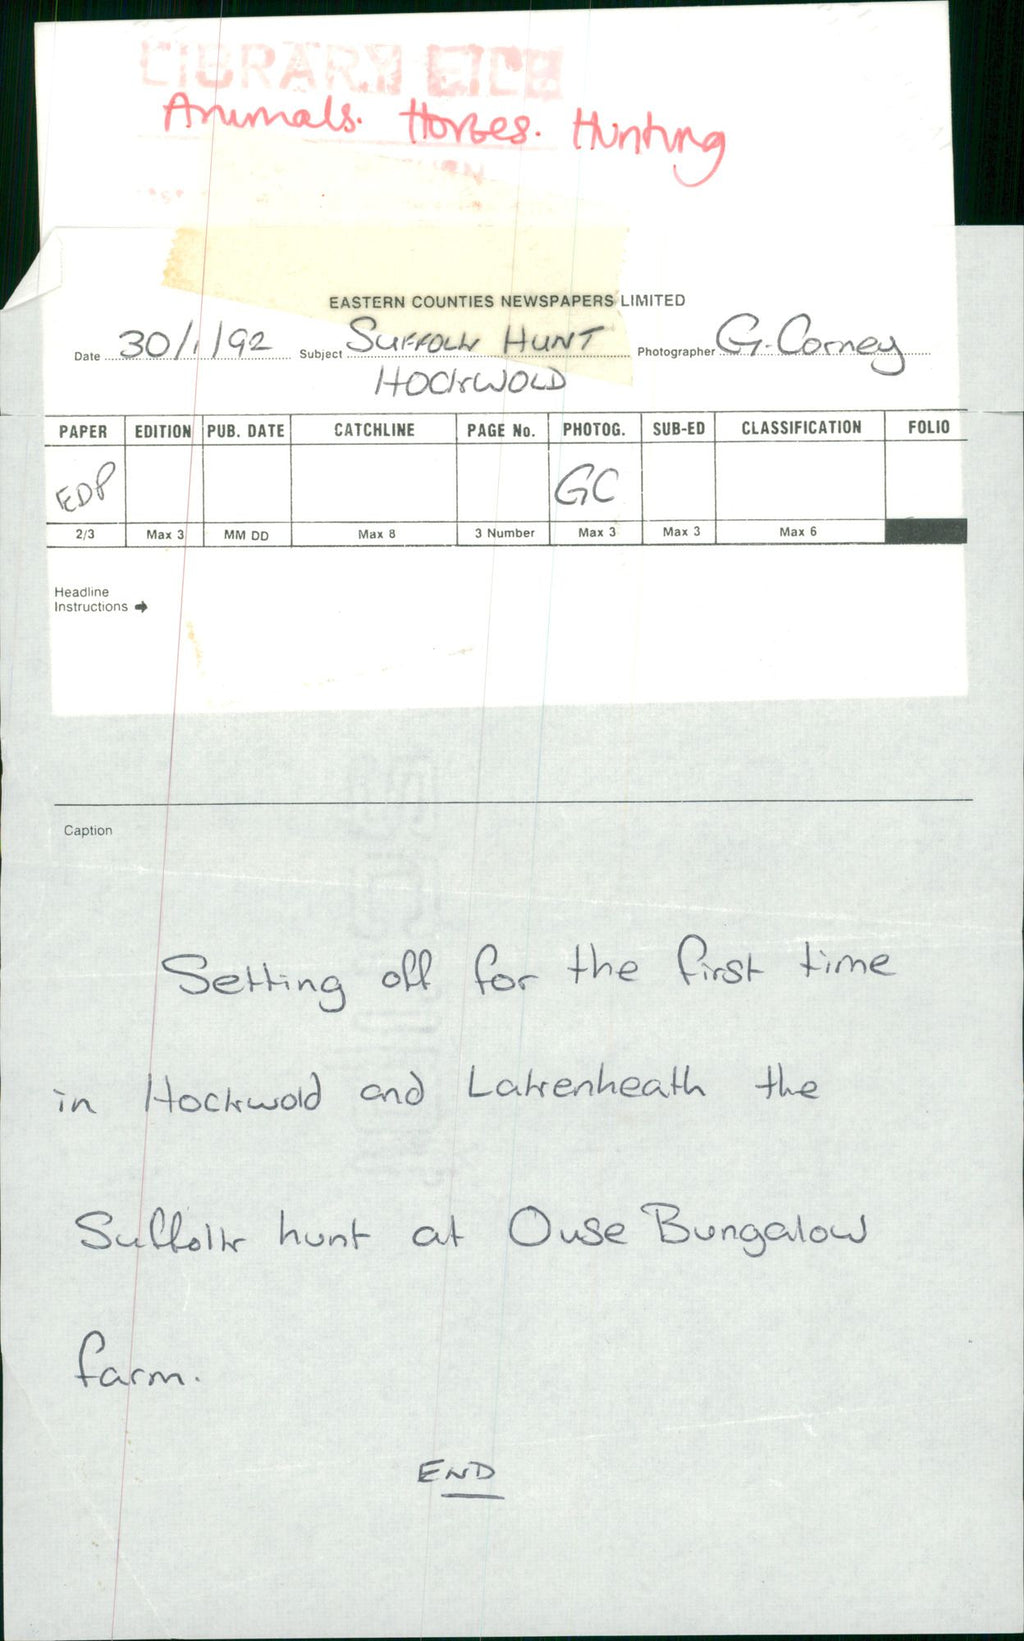 LIBRARY FILE
Animals. Horses. Hunting
EASTERN COUNTIES NEWSPAPERS LIMITED
Date 30/1/92 Subject SUFFOLK HUNT Photographer G. Corney
HOCKWOLD
PAPER EDITION PUB. DATE CATCHLINE PAGE No. PHOTOG. SUB-ED CLASSIFICATION FOLIO
EDP GC
2/3 Max 3 MM DD Max 8 3 Number Max 3 Max 3 Max 6
Headline
Instructions →
Caption
Setting off for the first time
in Hockwold and Lakenheath the
Suffolk hunt at Ouse Bungalow
farm.
END